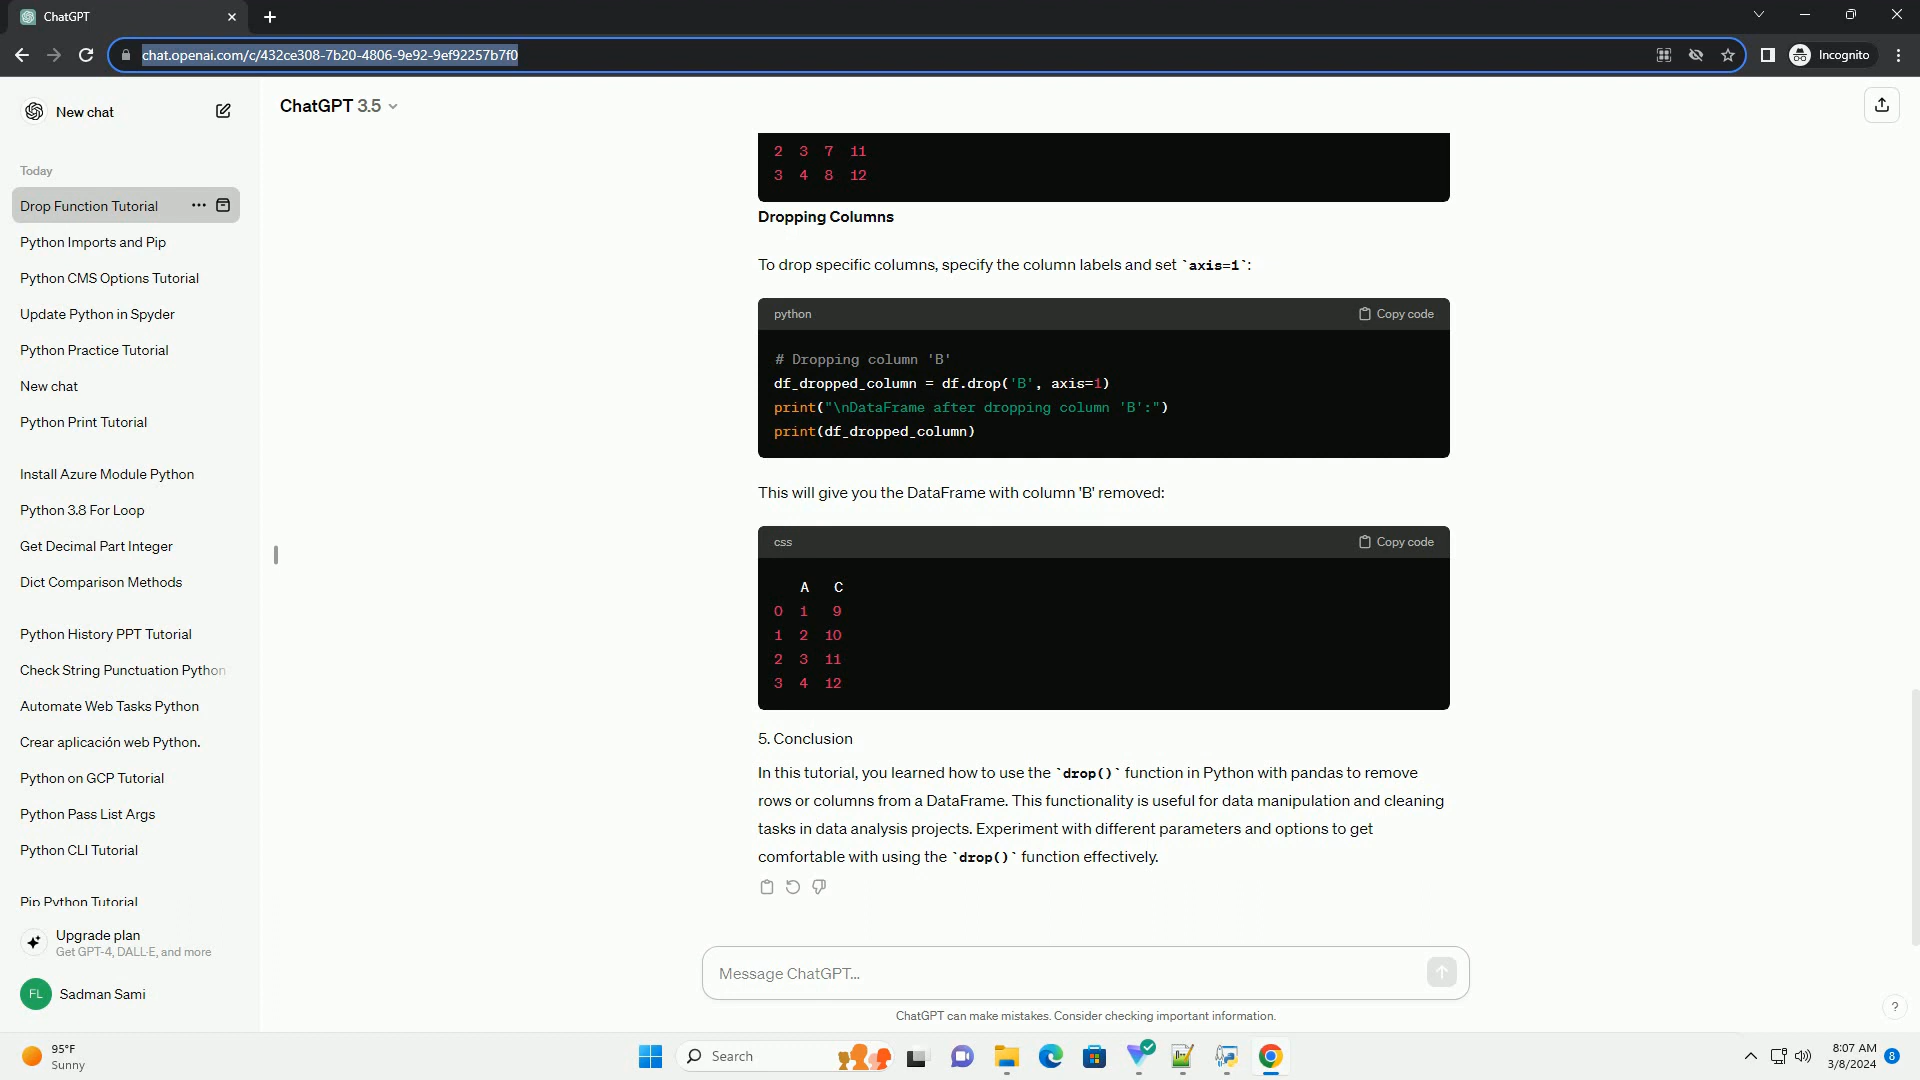 ChatGPT
chat.openai.com/c/432ce308-7b20-4806-9e92-9ef92257b7f0
Incognito
New chat
ChatGPT 3.5
Today
Drop Function Tutorial
Python Imports and Pip
Python CMS Options Tutorial
Update Python in Spyder
Python Practice Tutorial
New chat
Python Print Tutorial
Install Azure Module Python
Python 3.8 For Loop
Get Decimal Part Integer
Dict Comparison Methods
Python History PPT Tutorial
Check String Punctuation Python
Automate Web Tasks Python
Crear aplicación web Python.
Python on GCP Tutorial
Python Pass List Args
Python CLI Tutorial
Pip Python Tutorial
Upgrade plan
Get GPT-4, DALL·E, and more
FL Sadman Sami
2 3 7 11
3 4 8 12
Dropping Columns
To drop specific columns, specify the column labels and set `axis=1`:
python Copy code
# Dropping column 'B'
df_dropped_column = df.drop('B', axis=1)
print("\nDataFrame after dropping column 'B':")
print(df_dropped_column)
This will give you the DataFrame with column 'B' removed:
css Copy code
A C
0 1 9
1 2 10
2 3 11
3 4 12
5. Conclusion
In this tutorial, you learned how to use the `drop()` function in Python with pandas to remove
rows or columns from a DataFrame. This functionality is useful for data manipulation and cleaning
tasks in data analysis projects. Experiment with different parameters and options to get
comfortable with using the `drop()` function effectively.
Message ChatGPT...
ChatGPT can make mistakes. Consider checking important information.
?
95°F
Sunny
Search
8:07 AM
3/8/2024
8